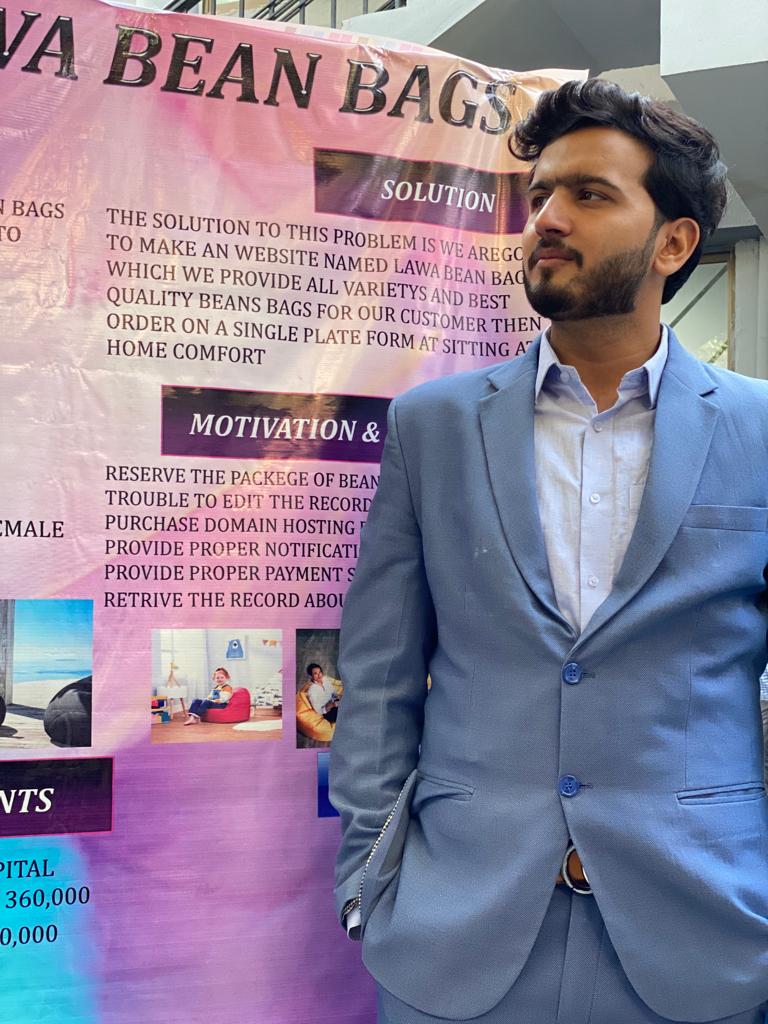 WA BEAN BAGS
N BAGS
TO
EMALE
NTS
PITAL
360,000
0,000
SOLUTION
THE SOLUTION TO THIS PROBLEM IS WE AREGO
TO MAKE AN WEBSITE NAMED LAWA BEAN BAG
WHICH WE PROVIDE ALL VARIETYS AND BEST
QUALITY BEANS BAGS FOR OUR CUSTOMER THEN
ORDER ON A SINGLE PLATE FORM AT SITTING AT
HOME COMFORT
MOTIVATION &
RESERVE THE PACKEGE OF BEAN
TROUBLE TO EDIT THE RECORD
PURCHASE DOMAIN HOSTING
PROVIDE PROPER NOTIFICATI
PROVIDE PROPER PAYMENT S
RETRIVE THE RECORD ABOU